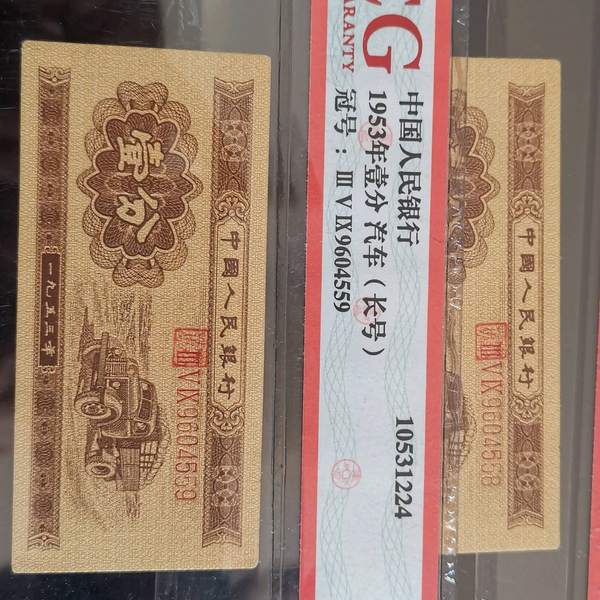 中國人民銀行
壹分
一九五三年
ⅢⅤⅨ9604559
G
ARANTY
中国人民银行
1953年壹分 汽车（长号）
冠号：ⅢⅤⅨ9604559
10531224
中國人民銀行
ⅢⅤⅨ9604558